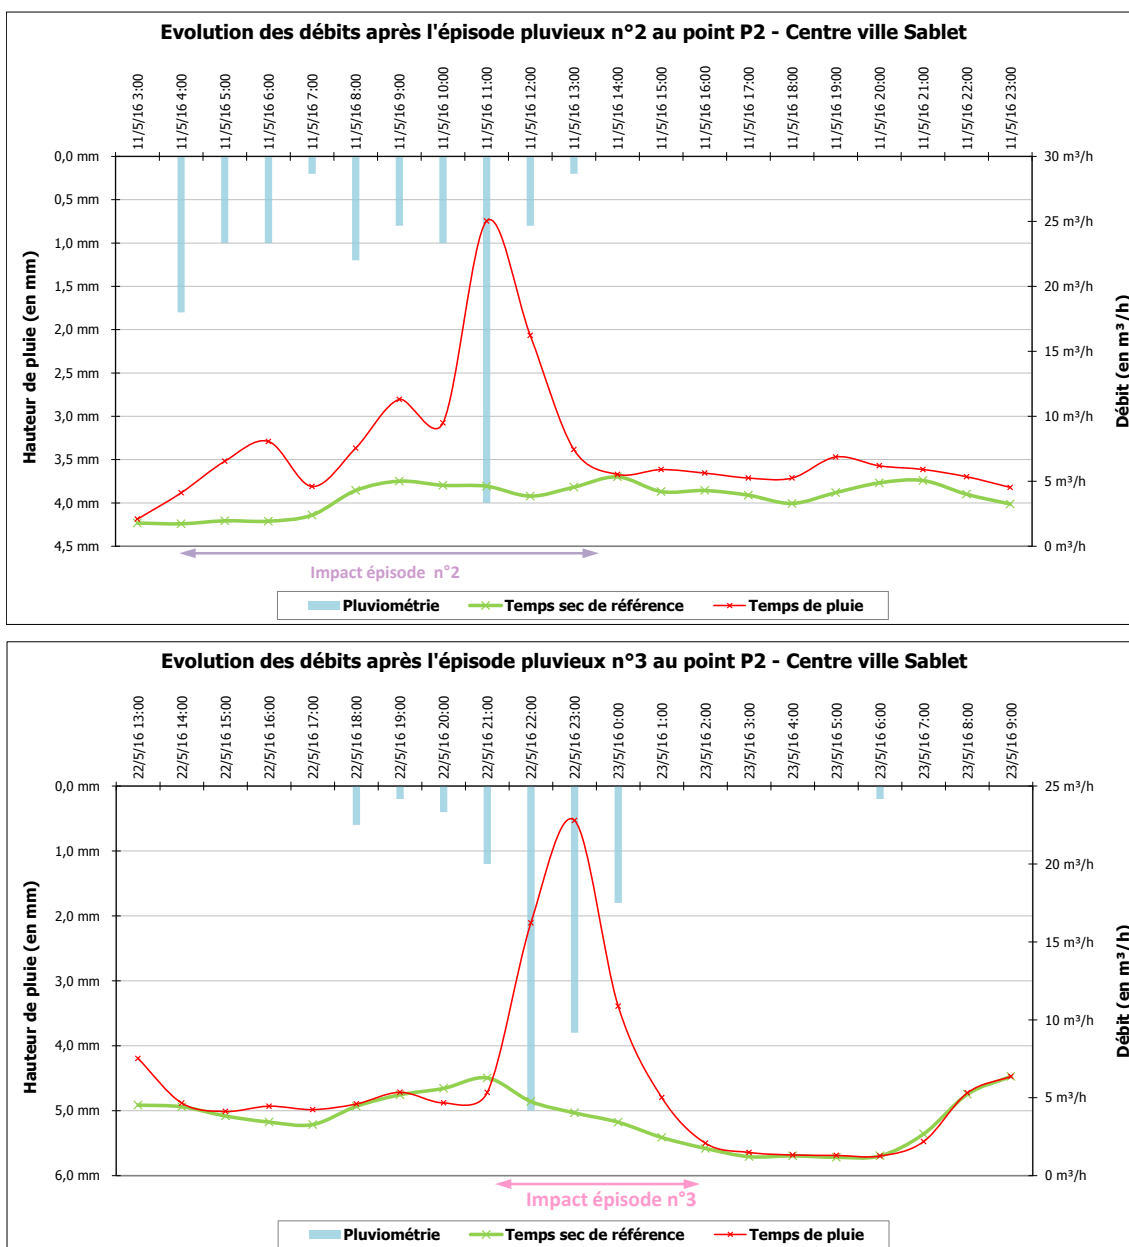 Evolution des débits après l'épisode pluvieux n°2 au point P2 - Centre ville Sablet
11/5/16 3:00
11/5/16 4:00
11/5/16 5:00
11/5/16 6:00
11/5/16 7:00
11/5/16 8:00
11/5/16 9:00
11/5/16 10:00
11/5/16 11:00
11/5/16 12:00
11/5/16 13:00
11/5/16 14:00
11/5/16 15:00
11/5/16 16:00
11/5/16 17:00
11/5/16 18:00
11/5/16 19:00
11/5/16 20:00
11/5/16 21:00
11/5/16 22:00
11/5/16 23:00
Hauteur de pluie (en mm)
0,0 mm
0,5 mm
1,0 mm
1,5 mm
2,0 mm
2,5 mm
3,0 mm
3,5 mm
4,0 mm
4,5 mm
30 m³/h
25 m³/h
20 m³/h
15 m³/h
10 m³/h
5 m³/h
0 m³/h
Débit (en m³/h)
Impact épisode n°2
Pluviométrie
Temps sec de référence
Temps de pluie
Evolution des débits après l'épisode pluvieux n°3 au point P2 - Centre ville Sablet
22/5/16 13:00
22/5/16 14:00
22/5/16 15:00
22/5/16 16:00
22/5/16 17:00
22/5/16 18:00
22/5/16 19:00
22/5/16 20:00
22/5/16 21:00
22/5/16 22:00
22/5/16 23:00
23/5/16 0:00
23/5/16 1:00
23/5/16 2:00
23/5/16 3:00
23/5/16 4:00
23/5/16 5:00
23/5/16 6:00
23/5/16 7:00
23/5/16 8:00
23/5/16 9:00
Hauteur de pluie (en mm)
0,0 mm
1,0 mm
2,0 mm
3,0 mm
4,0 mm
5,0 mm
6,0 mm
25 m³/h
20 m³/h
15 m³/h
10 m³/h
5 m³/h
0 m³/h
Débit (en m³/h)
Impact épisode n°3
Pluviométrie
Temps sec de référence
Temps de pluie